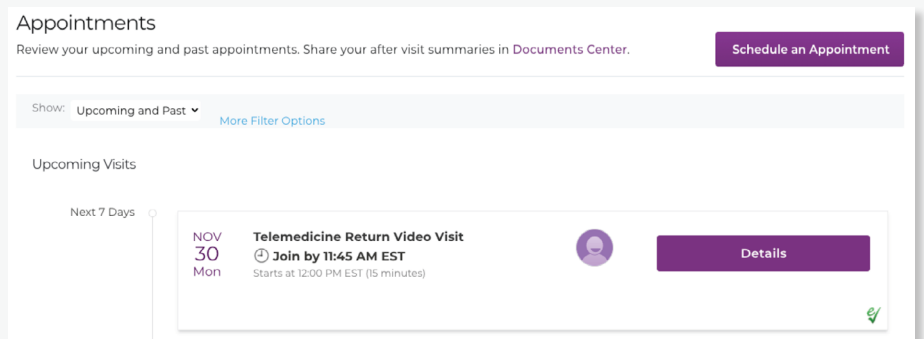 Appointments
Review your upcoming and past appointments. Share your after visit summaries in Documents Center.
Schedule an Appointment
Show: Upcoming and Past
More Filter Options
Upcoming Visits
Next 7 Days
NOV
30
Mon
Telemedicine Return Video Visit
Join by 11:45 AM EST
Starts at 12:00 PM EST (15 minutes)
Details